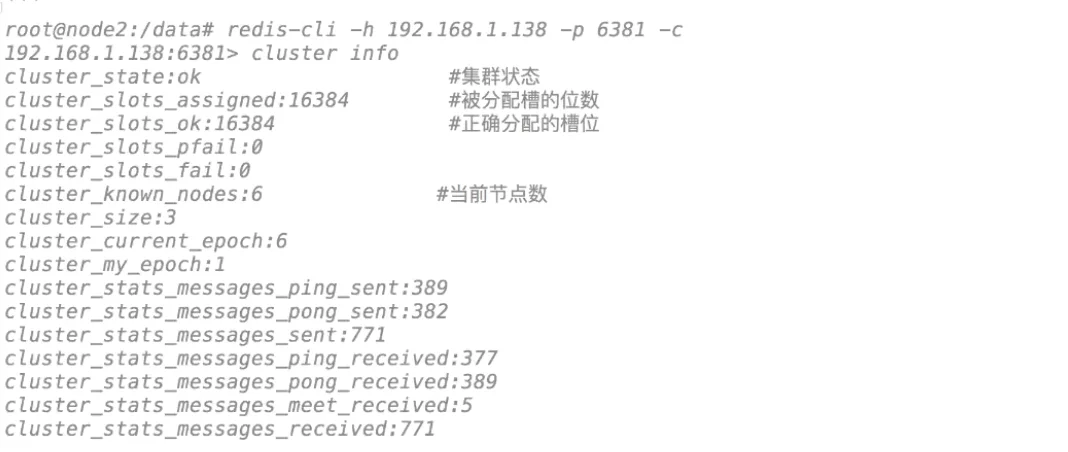 root@node2:/data# redis-cli -h 192.168.1.138 -p 6381 -c
192.168.1.138:6381> cluster info
cluster_state:ok #集群状态
cluster_slots_assigned:16384 #被分配槽的位数
cluster_slots_ok:16384 #正确分配的槽位
cluster_slots_pfail:0
cluster_slots_fail:0
cluster_known_nodes:6 #当前节点数
cluster_size:3
cluster_current_epoch:6
cluster_my_epoch:1
cluster_stats_messages_ping_sent:389
cluster_stats_messages_pong_sent:382
cluster_stats_messages_sent:771
cluster_stats_messages_ping_received:377
cluster_stats_messages_pong_received:389
cluster_stats_messages_meet_received:5
cluster_stats_messages_received:771